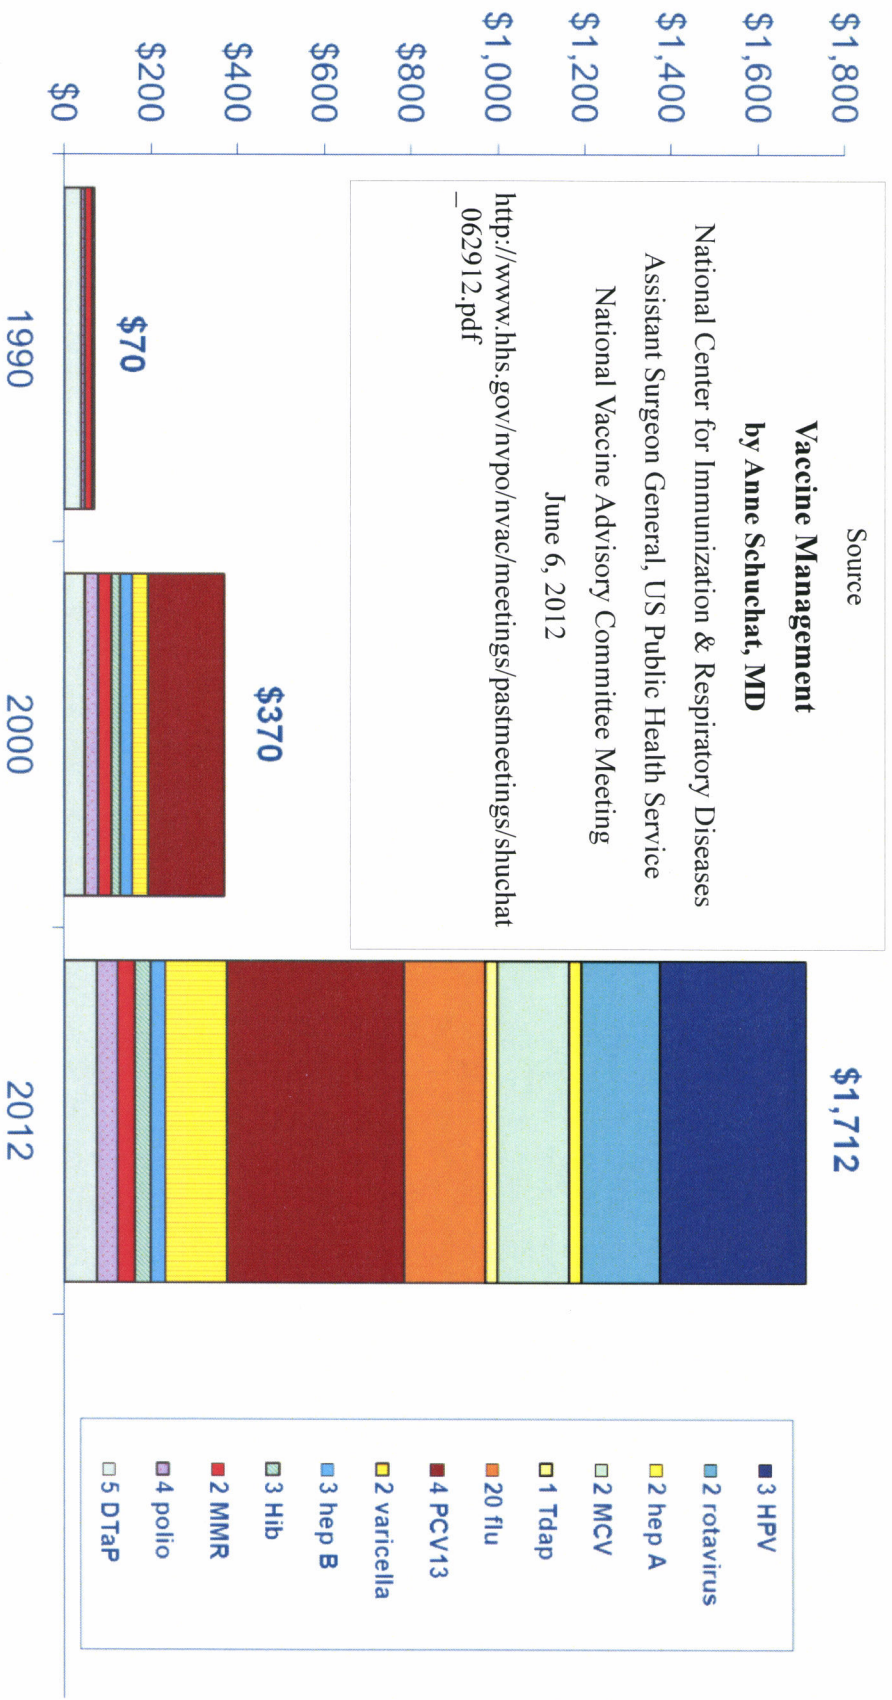 $1,800
$1,600
$1,400
$1,200
$1,000
$800
$600
$400
$200
$0
Source
Vaccine Management
by Anne Schuchat, MD
National Center for Immunization & Respiratory Diseases
Assistant Surgeon General, US Public Health Service
National Vaccine Advisory Committee Meeting
June 6, 2012
http://www.hhs.gov/nvpo/nvac/meetings/pastmeetings/shuchat
_062912.pdf
$70
$370
$1,712
1990
2000
2012
3 HPV
2 rotavirus
2 hep A
2 MCV
1 Tdap
20 flu
4 PCV13
2 varicella
3 hep B
3 Hib
2 MMR
4 polio
5 DTaP